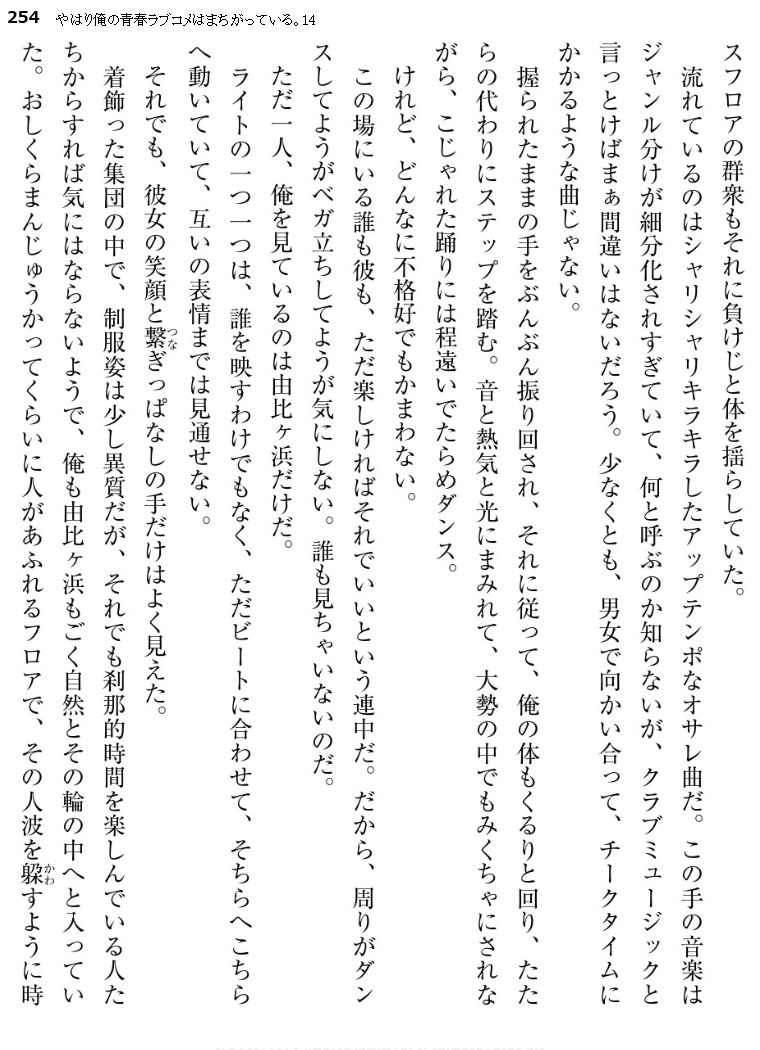 254 やはり俺の青春ラブコメはまちがっている。14
スフロアの群衆もそれに負けじと体を揺らしていた。
流れているのはシャリシャリキラキラしたアップテンポなオサレ曲だ。この手の音楽は
ジャンル分けが細分化されすぎていて、何と呼ぶのか知らないが、クラブミュージックと
言っとけばまぁ間違いはないだろう。少なくとも、男女で向かい合って、チークタイムに
かかるような曲じゃない。
握られたままの手をぶんぶん振り回され、それに従って、俺の体もくるりと回り、たた
らの代わりにステップを踏む。音と熱気と光にまみれて、大勢の中でもみくちゃにされな
がら、こじゃれた踊りには程遠いでたらめダンス。
けれど、どんなに不格好でもかまわない。
この場にいる誰も彼も、ただ楽しければそれでいいという連中だ。だから、周りがダン
スしてようがベガ立ちしてようが気にしない。誰も見ちゃいないのだ。
ただ一人、俺を見ているのは由比ヶ浜だけだ。
ライトの一つ一つは、誰を映すわけでもなく、ただビートに合わせて、そちらへこちら
へ動いていて、互いの表情までは見通せない。
それでも、彼女の笑顔と繋つなぎっぱなしの手だけはよく見えた。
着飾った集団の中で、制服姿は少し異質だが、それでも刹那的時間を楽しんでいる人た
ちからすれば気にはならないようで、俺も由比ヶ浜もごく自然とその輪の中へと入ってい
た。おしくらまんじゅうかってくらいに人があふれるフロアで、その人波を躱かわすように時